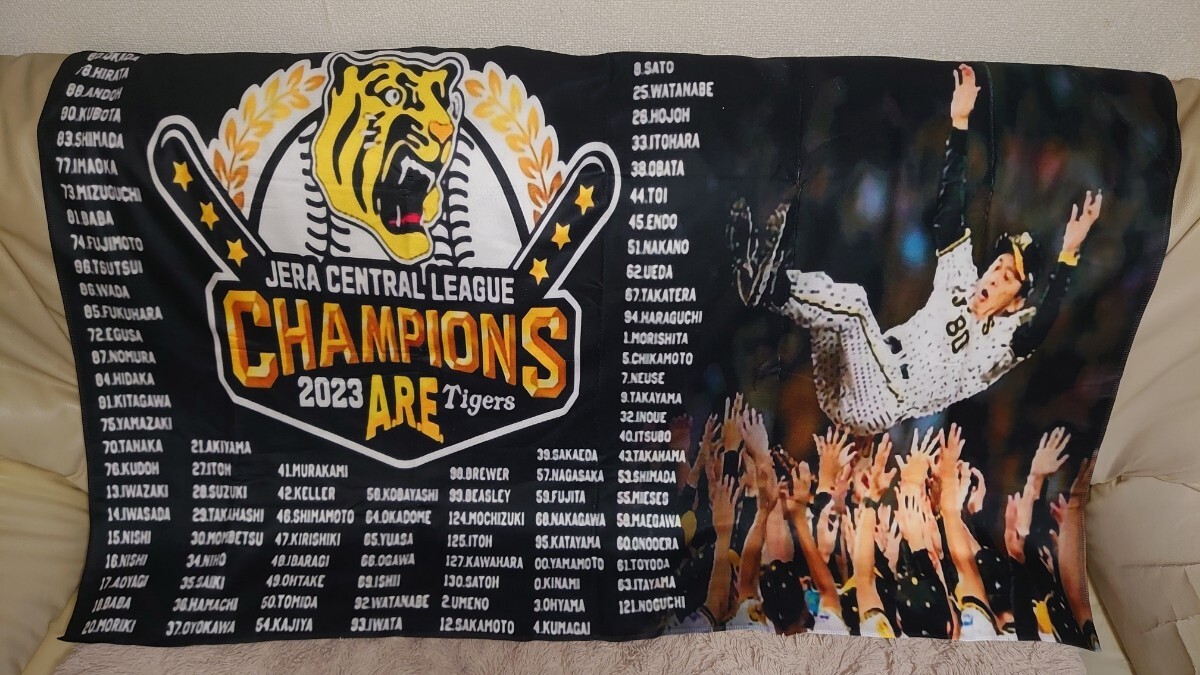 80.OKADA
78.HIRATA
89.ANDOH
90.KUBOTA
83.SHIMADA
77.IMAOKA
73.MIZUGUCHI
81.BABA
74.FUJIMOTO
96.TSUTSUI
86.WADA
85.FUKUHARA
72.EGUSA
87.NOMURA
84.HIDAKA
91.KITAGAWA
75.YAMAZAKI
70.TANAKA
76.KUDOH
13.IWAZAKI
14.IWASADA
15.NISHI
16.NISHI
17.AOYAGI
18.BABA
20.MORIKI
JERA CENTRAL LEAGUE
CHAMPIONS
2023 A.R.E. Tigers
21.AKIYAMA
27.ITOH
28.SUZUKI
29.TAKAHASHI
30.MONBETSU
34.NIHO
35.SAIKI
36.HAMACHI
37.OYOKAWA
41.MURAKAMI
42.KELLER
46.SHIMAMOTO
47.KIRISHIKI
48.IBARAGI
49.OHTAKE
50.TOMIDA
54.KAJIYA
56.KOBAYASHI
64.OKADOME
65.YUASA
66.OGAWA
69.ISHII
92.WATANABE
93.IWATA
98.BREWER
99.BEASLEY
124.MOCHIZUKI
125.ITOH
127.KAWAHARA
130.SATOH
2.UMENO
12.SAKAMOTO
39.SAKAEDA
57.NAGASAKA
59.FUJITA
68.NAKAGAWA
95.KATAYAMA
00.YAMAMOTO
0.KINAMI
3.OHYAMA
4.KUMAGAI
8.SATO
25.WATANABE
26.HOJOH
33.ITOHARA
38.OBATA
44.TOI
45.ENDO
51.NAKANO
62.UEDA
67.TAKATERA
94.HARAGUCHI
1.MORISHITA
5.CHIKAMOTO
7.NEUSE
9.TAKAYAMA
32.INOUE
40.ITSUBO
43.TAKAHAMA
53.SHIMADA
55.MIESES
58.MAEGAWA
60.ONODERA
61.TOYODA
63.ITAYAMA
121.NOGUCHI
80